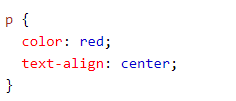 p {
  color: red;
  text-align: center;
}